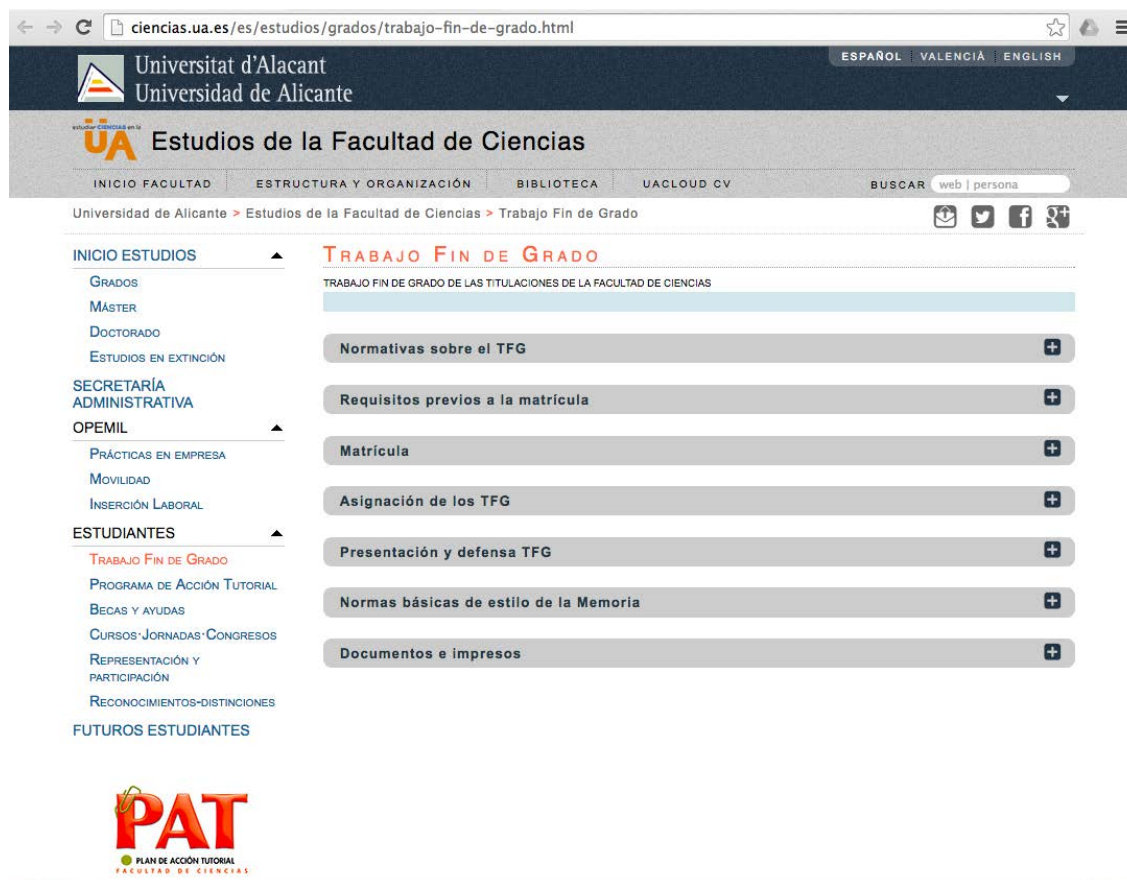 ciencias.ua.es/es/estudios/grados/trabajo-fin-de-grado.html
Universitat d'Alacant
Universidad de Alicante
ESPAÑOL VALENCIÀ ENGLISH
estudiar CIENCIAS en la
UA Estudios de la Facultad de Ciencias
INICIO FACULTAD ESTRUCTURA Y ORGANIZACIÓN BIBLIOTECA UACLOUD CV BUSCAR web | persona
Universidad de Alicante > Estudios de la Facultad de Ciencias > Trabajo Fin de Grado
INICIO ESTUDIOS
GRADOS
MÁSTER
DOCTORADO
ESTUDIOS EN EXTINCIÓN
SECRETARÍA
ADMINISTRATIVA
OPEMIL
PRÁCTICAS EN EMPRESA
MOVILIDAD
INSERCIÓN LABORAL
ESTUDIANTES
TRABAJO FIN DE GRADO
PROGRAMA DE ACCIÓN TUTORIAL
BECAS Y AYUDAS
CURSOS·JORNADAS·CONGRESOS
REPRESENTACIÓN Y
PARTICIPACIÓN
RECONOCIMIENTOS-DISTINCIONES
FUTUROS ESTUDIANTES
PAT
PLAN DE ACCIÓN TUTORIAL
FACULTAD DE CIENCIAS
TRABAJO FIN DE GRADO
TRABAJO FIN DE GRADO DE LAS TITULACIONES DE LA FACULTAD DE CIENCIAS
Normativas sobre el TFG
Requisitos previos a la matrícula
Matrícula
Asignación de los TFG
Presentación y defensa TFG
Normas básicas de estilo de la Memoria
Documentos e impresos